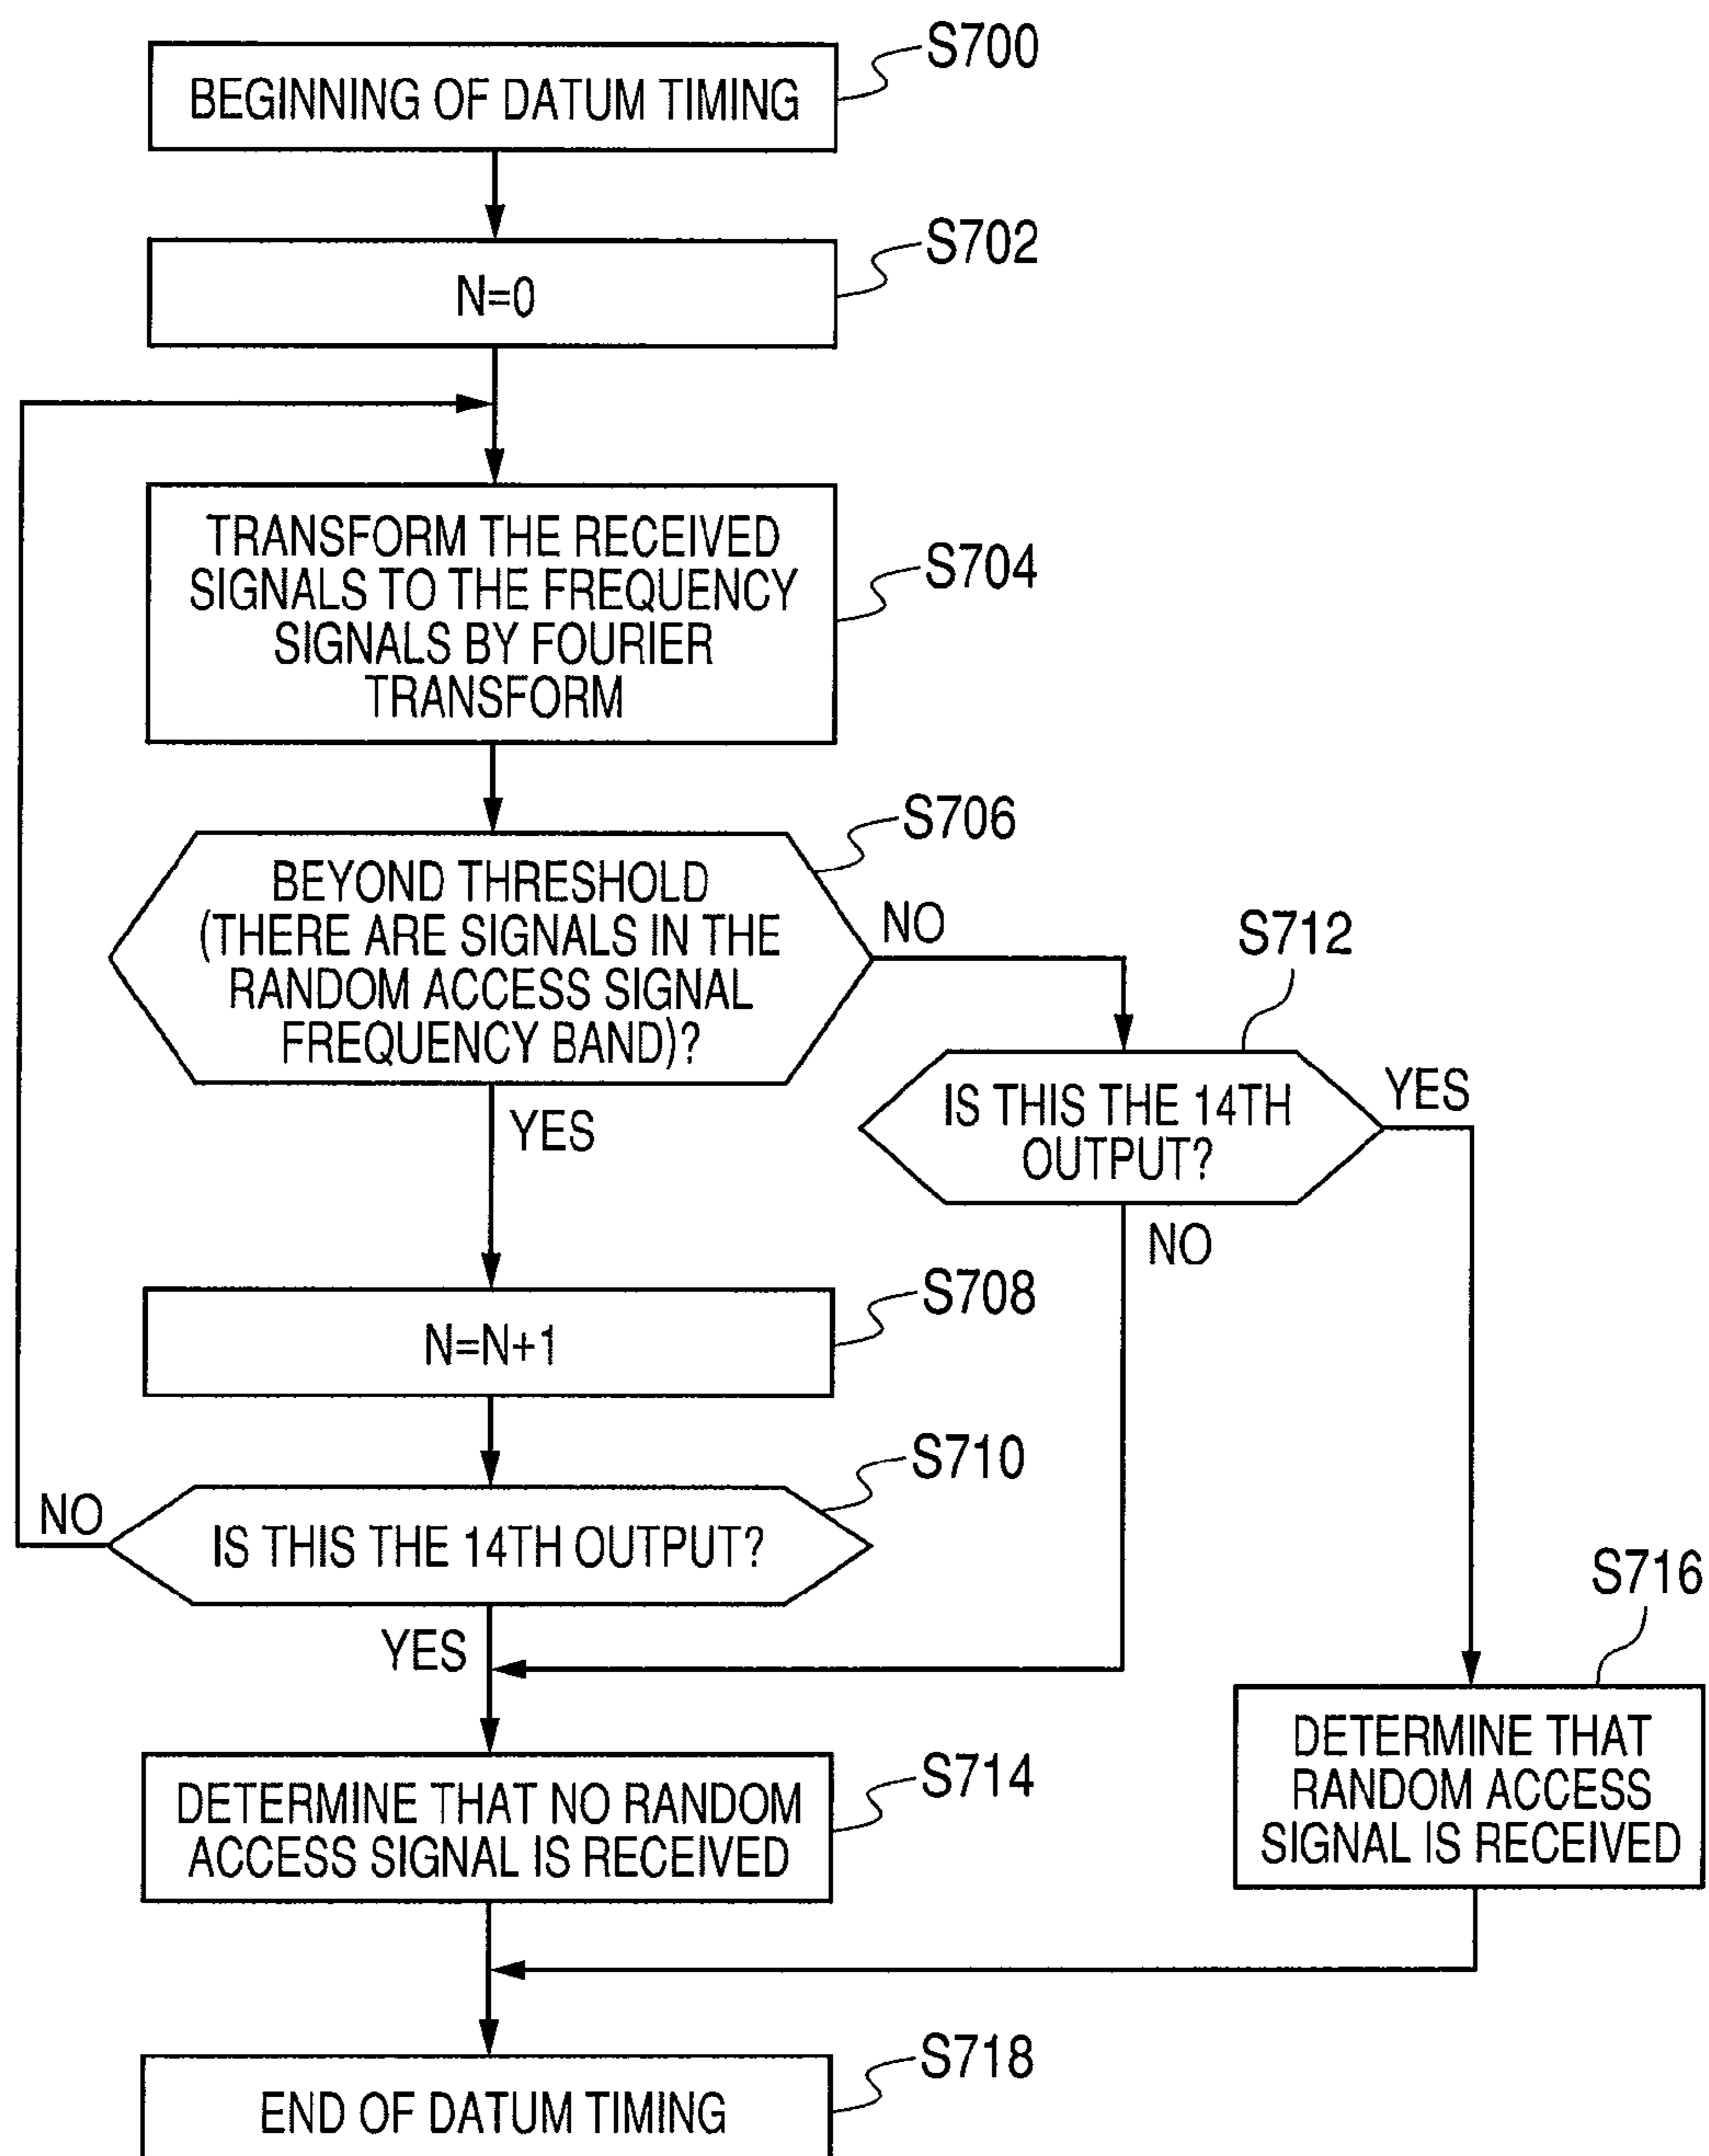 S700
BEGINNING OF DATUM TIMING
S702
N=0
TRANSFORM THE RECEIVED
SIGNALS TO THE FREQUENCY
SIGNALS BY FOURIER
TRANSFORM
S704
S706
BEYOND THRESHOLD
(THERE ARE SIGNALS IN THE
RANDOM ACCESS SIGNAL
FREQUENCY BAND)?
NO
YES
S712
IS THIS THE 14TH
OUTPUT?
YES
NO
S708
N=N+1
S710
IS THIS THE 14TH OUTPUT?
NO
YES
S716
DETERMINE THAT
RANDOM ACCESS
SIGNAL IS RECEIVED
S714
DETERMINE THAT NO RANDOM
ACCESS SIGNAL IS RECEIVED
S718
END OF DATUM TIMING